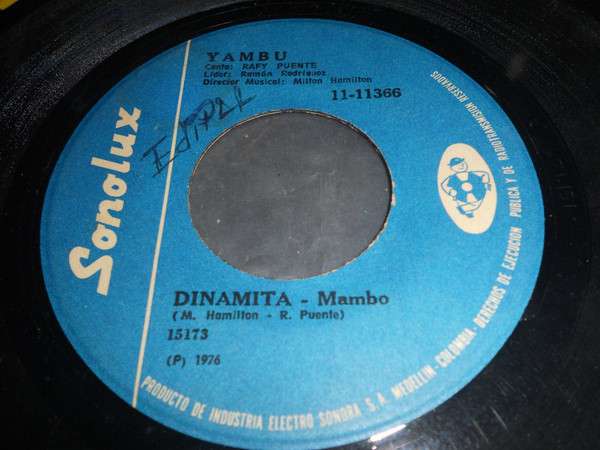 YAMBU
Canta: RAFY PUENTE
Lider: Ramón Rodríguez
Director Musical: Milton Hamilton
11-11366
Sonolux
DINAMITA - Mambo
( M. Hamilton - R. Puente)
15173
(P) 1976
PRODUCTO DE INDUSTRIA ELECTRO SONORA S. A. MEDELLIN - COLOMBIA - DERECHOS DE EJECUCION PUBLICA Y DE RADIOTRANSMISION RESERVADOS